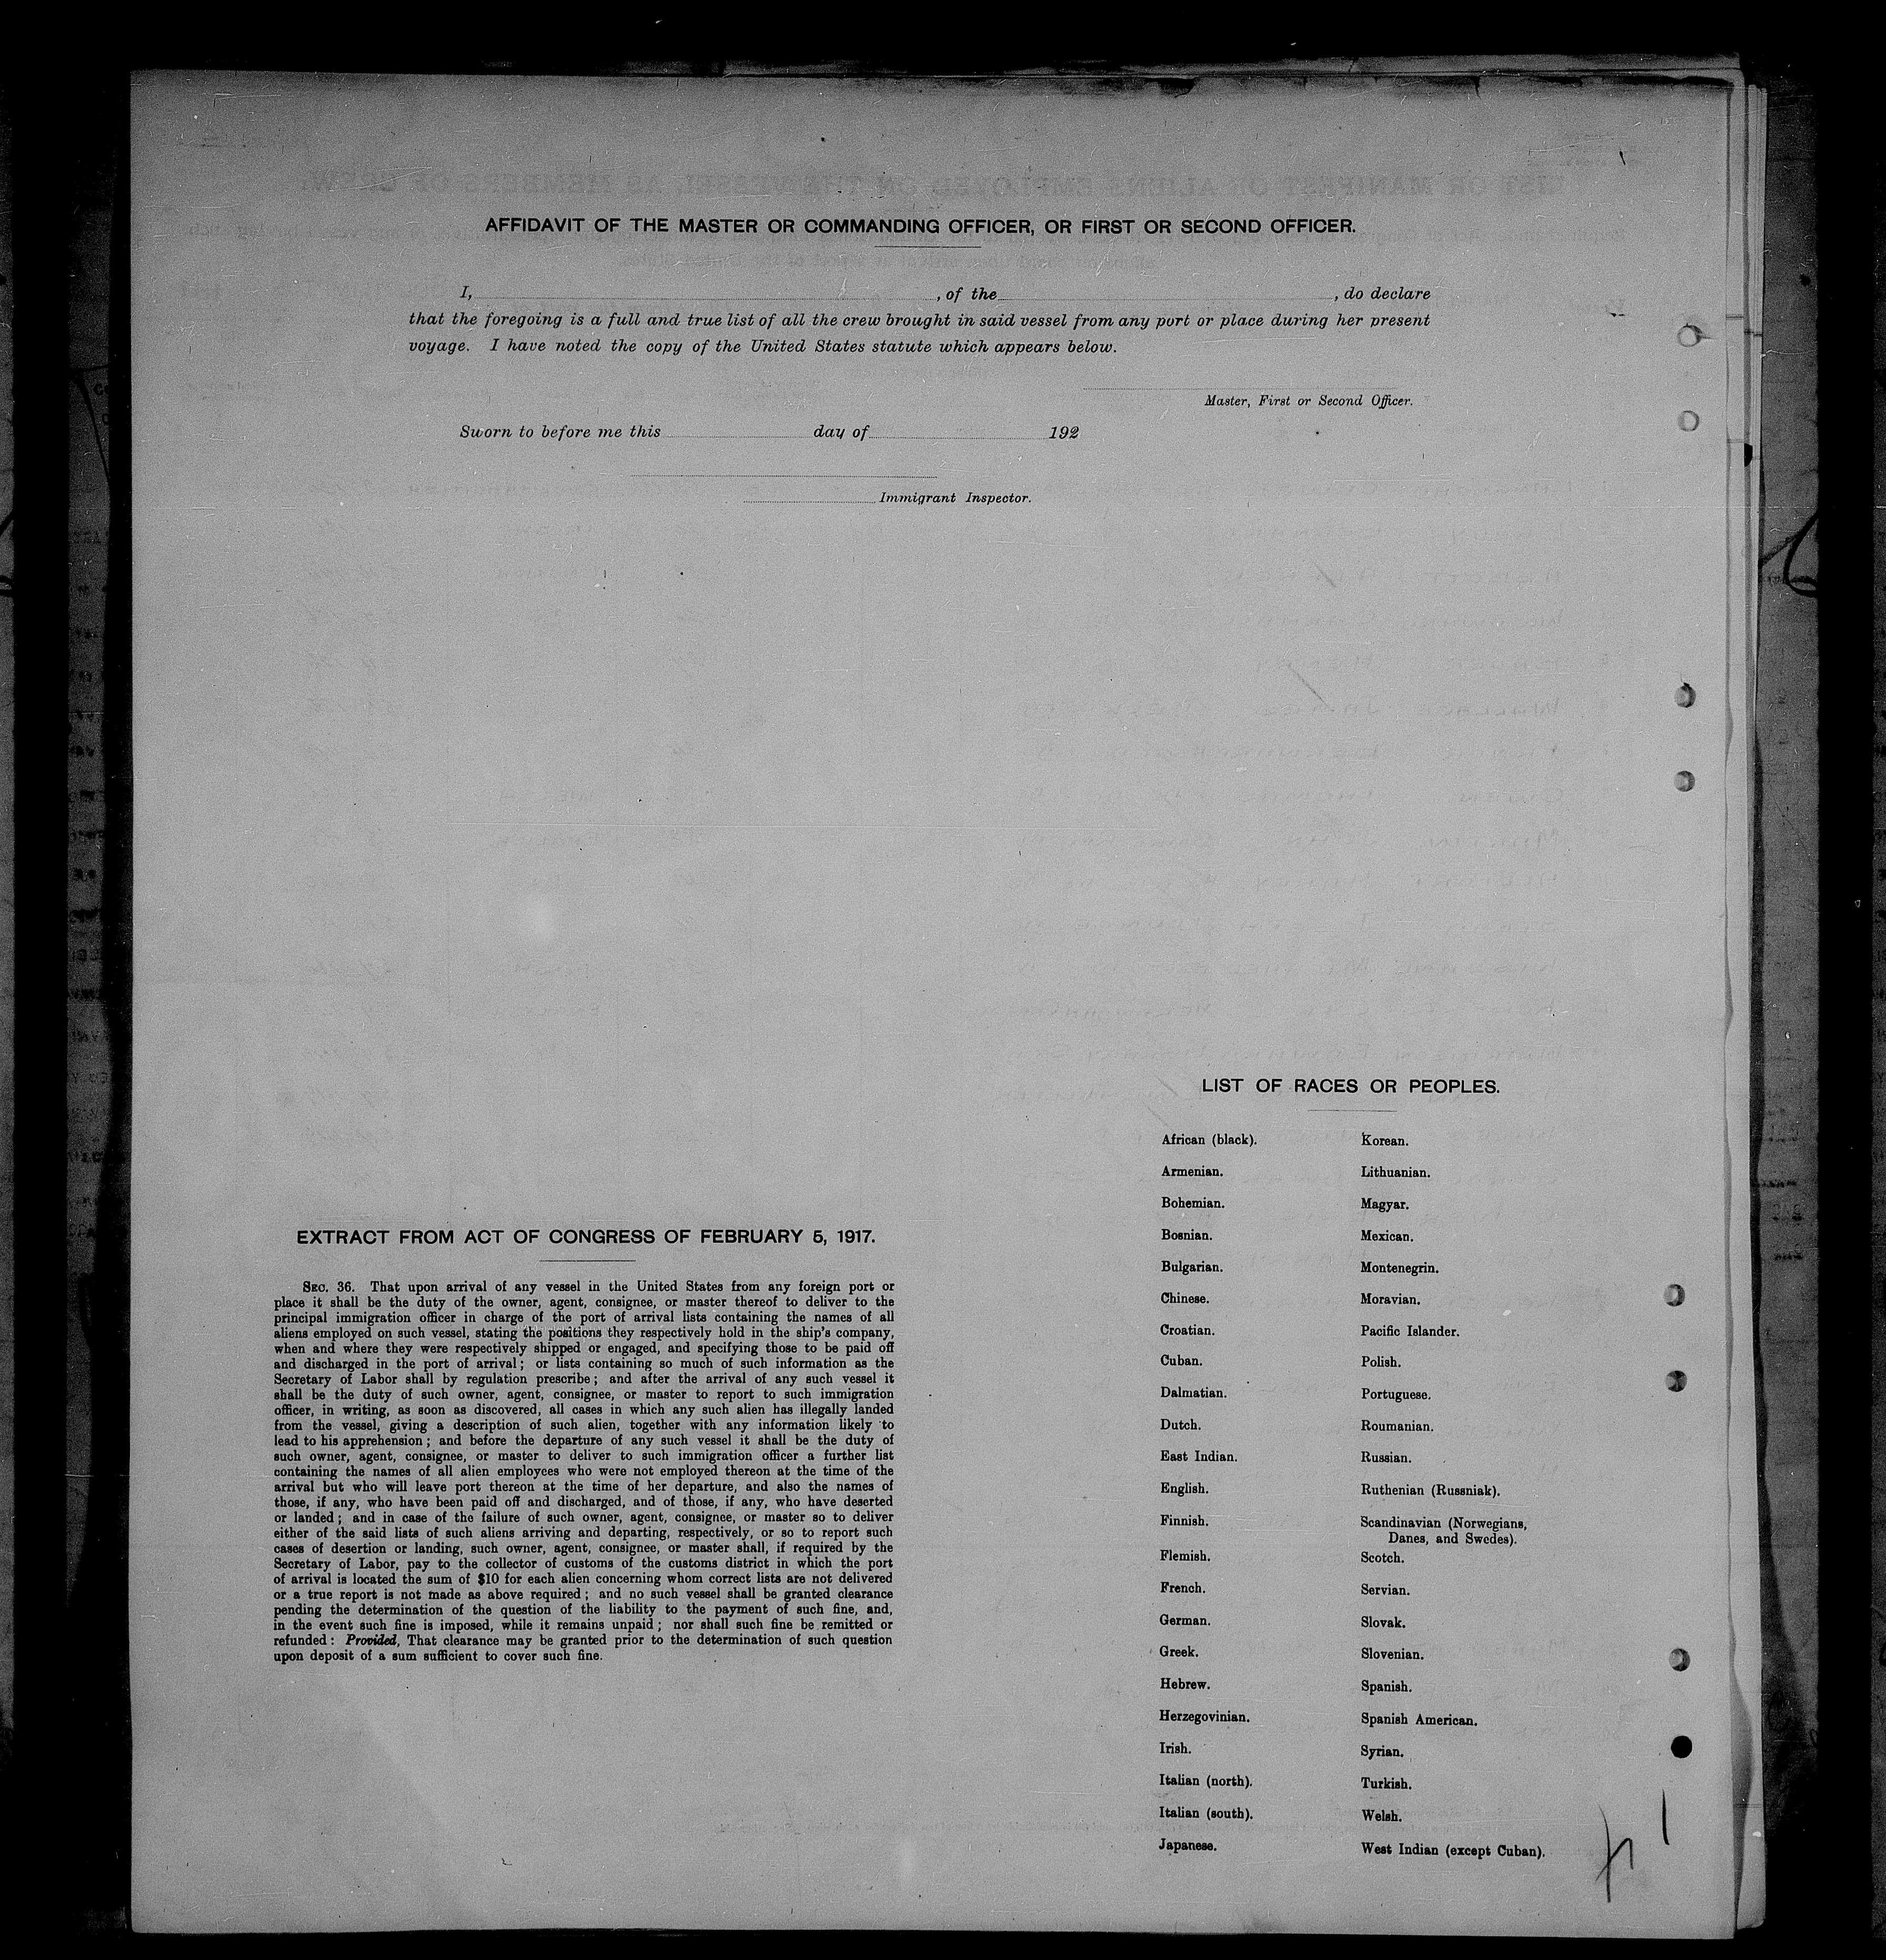 AFFIDAVIT OF THE MASTER OR COMMANDING OFFICER, OR FIRST OR SECOND OFFICER.
I, , of the , do declare
that the foregoing is a full and true list of all the crew brought in said vessel from any port or place during her present
voyage. I have noted the copy of the United States statute which appears below.
Master, First or Second Officer.
Sworn to before me this day of 192
Immigrant Inspector.
EXTRACT FROM ACT OF CONGRESS OF FEBRUARY 5, 1917.
SEC. 36. That upon arrival of any vessel in the United States from any foreign port or
place it shall be the duty of the owner, agent, consignee, or master thereof to deliver to the
principal immigration officer in charge of the port of arrival lists containing the names of all
aliens employed on such vessel, stating the positions they respectively hold in the ship's company,
when and where they were respectively shipped or engaged, and specifying those to be paid off
and discharged in the port of arrival; or lists containing so much of such information as the
Secretary of Labor shall by regulation prescribe; and after the arrival of any such vessel it
shall be the duty of such owner, agent, consignee, or master to report to such immigration
officer, in writing, as soon as discovered, all cases in which any such alien has illegally landed
from the vessel, giving a description of such alien, together with any information likely to
lead to his apprehension; and before the departure of any such vessel it shall be the duty of
such owner, agent, consignee, or master to deliver to such immigration officer a further list
containing the names of all alien employees who were not employed thereon at the time of the
arrival but who will leave port thereon at the time of her departure, and also the names of
those, if any, who have been paid off and discharged, and of those, if any, who have deserted
or landed; and in case of the failure of such owner, agent, consignee, or master so to deliver
either of the said lists of such aliens arriving and departing, respectively, or so to report such
cases of desertion or landing, such owner, agent, consignee, or master shall, if required by the
Secretary of Labor, pay to the collector of customs of the customs district in which the port
of arrival is located the sum of $10 for each alien concerning whom correct lists are not delivered
or a true report is not made as above required; and no such vessel shall be granted clearance
pending the determination of the question of the liability to the payment of such fine, and,
in the event such fine is imposed, while it remains unpaid; nor shall such fine be remitted or
refunded: Provided, That clearance may be granted prior to the determination of such question
upon deposit of a sum sufficient to cover such fine.
LIST OF RACES OR PEOPLES.
African (black).
Armenian.
Bohemian.
Bosnian.
Bulgarian.
Chinese.
Croatian.
Cuban.
Dalmatian.
Dutch.
East Indian.
English.
Finnish.
Flemish.
French.
German.
Greek.
Hebrew.
Herzegovinian.
Irish.
Italian (north).
Italian (south).
Japanese.
Korean.
Lithuanian.
Magyar.
Mexican.
Montenegrin.
Moravian.
Pacific Islander.
Polish.
Portuguese.
Roumanian.
Russian.
Ruthenian (Russniak).
Scandinavian (Norwegians,
Danes, and Swedes).
Scotch.
Servian.
Slovak.
Slovenian.
Spanish.
Spanish American.
Syrian.
Turkish.
Welsh.
West Indian (except Cuban).